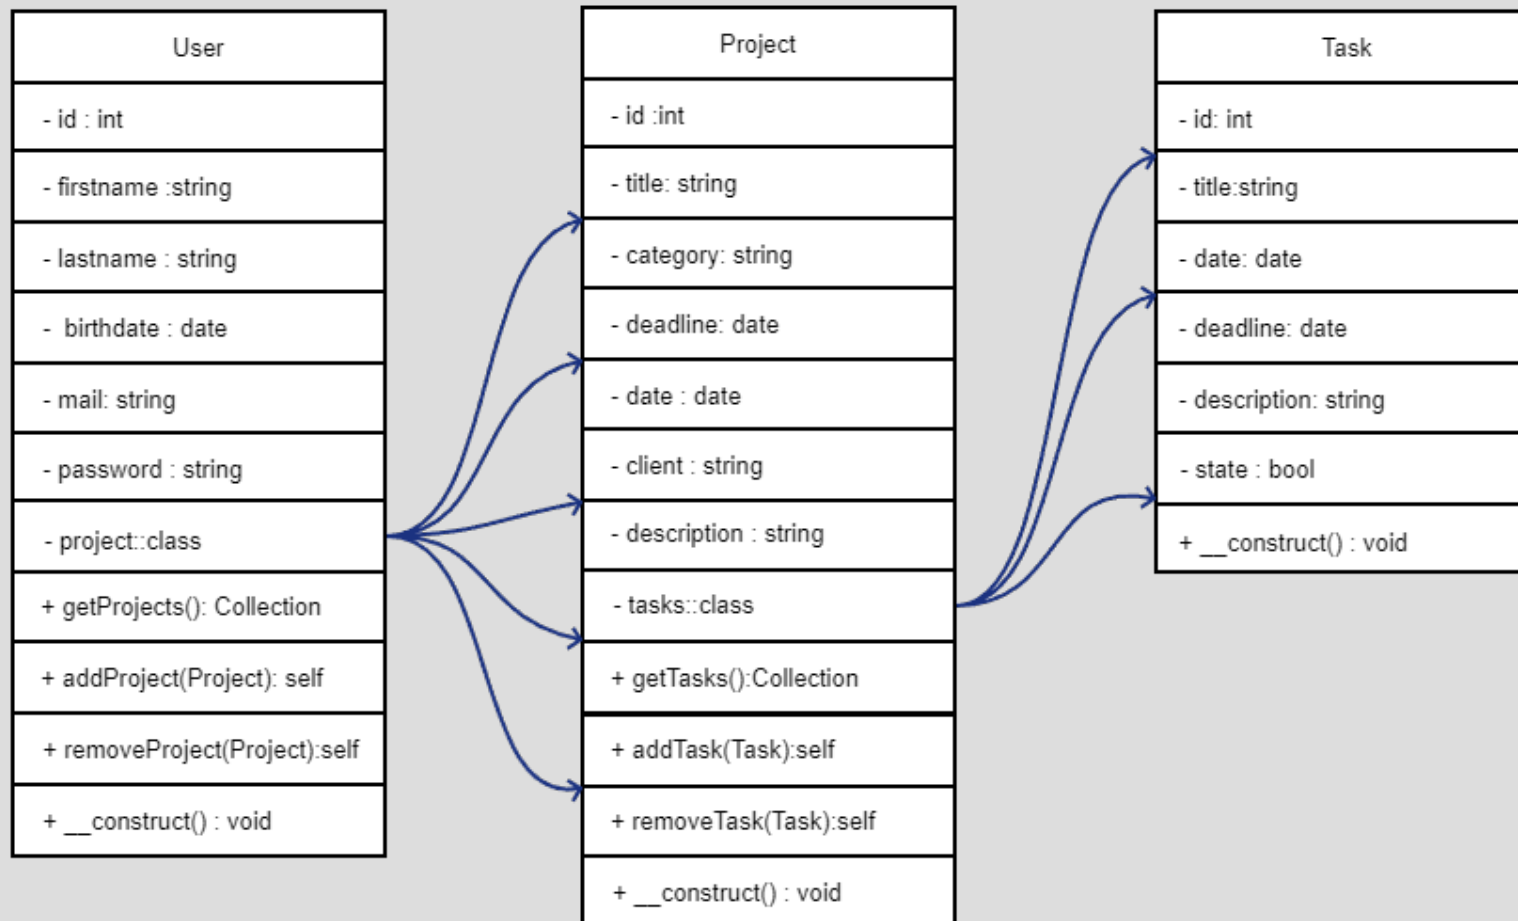 User
- id : int
- firstname :string
- lastname : string
- birthdate : date
- mail: string
- password : string
- project::class
+ getProjects(): Collection
+ addProject(Project): self
+ removeProject(Project):self
+ __construct() : void
Project
- id :int
- title: string
- category: string
- deadline: date
- date : date
- client : string
- description : string
- tasks::class
+ getTasks():Collection
+ addTask(Task):self
+ removeTask(Task):self
+ __construct() : void
Task
- id: int
- title:string
- date: date
- deadline: date
- description: string
- state : bool
+ __construct() : void